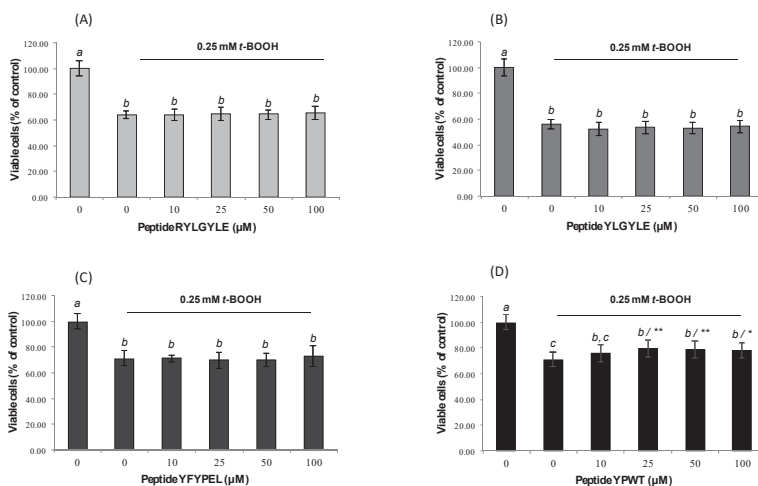 (A)
0.25 mM t-BOOH
Viable cells (% of control)
120.00
100.00
80.00
60.00
40.00
20.00
0.00
a
b
b
b
b
b
0
0
10
25
50
100
Peptide RYLGYLE (µM)
(B)
0.25 mM t-BOOH
Viable cells (% of control)
120.00
100.00
80.00
60.00
40.00
20.00
0.00
a
b
b
b
b
b
0
0
10
25
50
100
Peptide YLGYLE (µM)
(C)
0.25 mM t-BOOH
Viable cells (% of control)
120.00
100.00
80.00
60.00
40.00
20.00
0.00
a
b
b
b
b
b
0
0
10
25
50
100
Peptide YFYPEL (µM)
(D)
0.25 mM t-BOOH
Viable cells (% of control)
120.00
100.00
80.00
60.00
40.00
20.00
0.00
a
c
b, c
b / **
b / **
b / *
0
0
10
25
50
100
Peptide YPWT (µM)